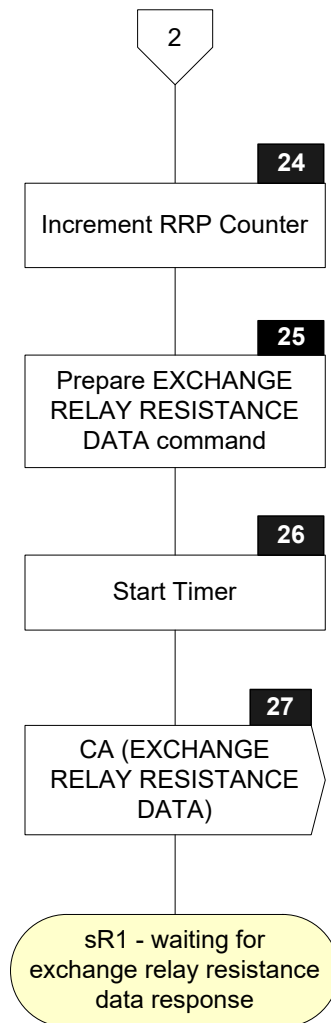 2
24
Increment RRP Counter
25
Prepare EXCHANGE
RELAY RESISTANCE
DATA command
26
Start Timer
27
CA (EXCHANGE
RELAY RESISTANCE
DATA)
sR1 - waiting for
exchange relay resistance
data response